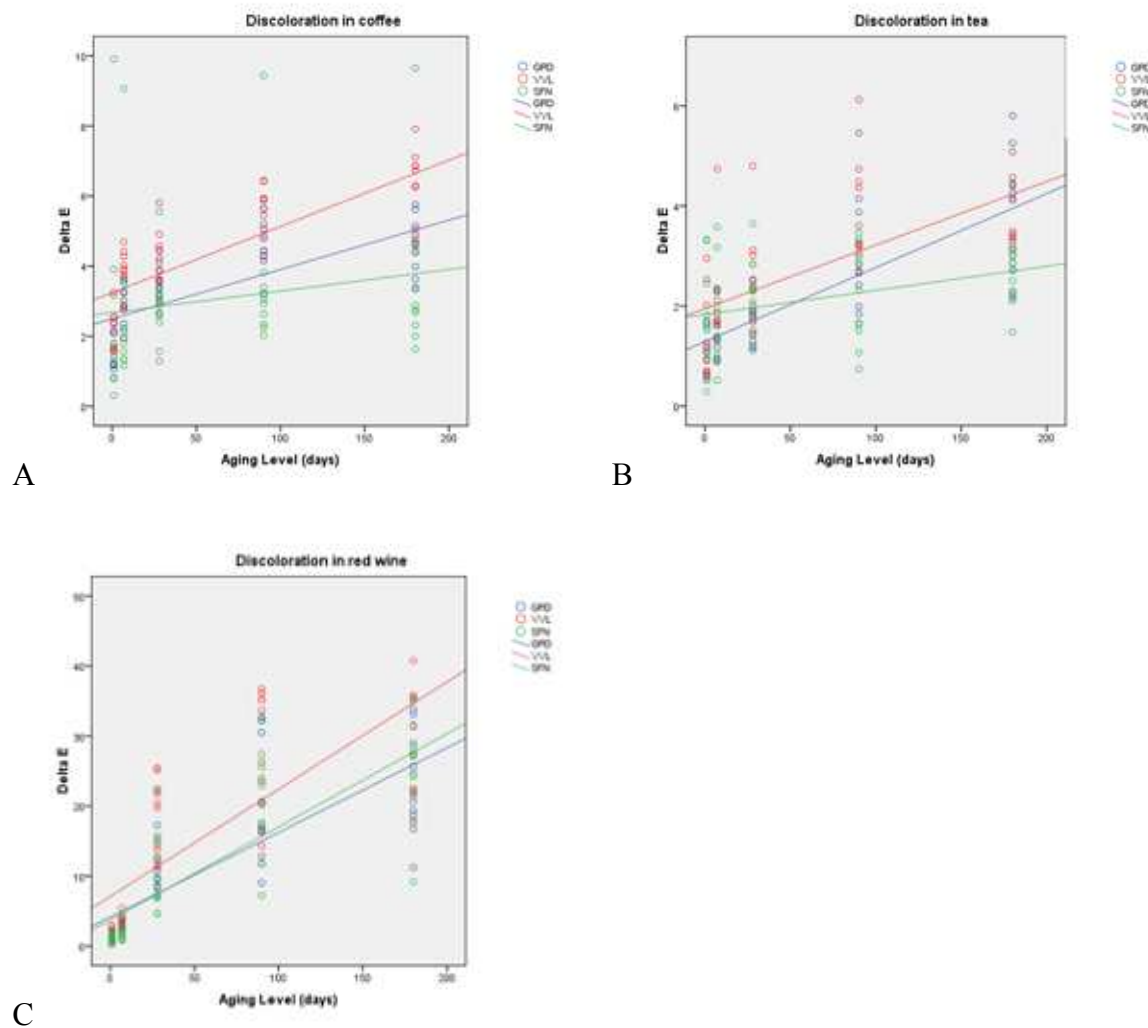 Discoloration in coffee
10
8
6
4
2
0
Delta E
0 50 100 150 200
Aging Level (days)
GPD
VVL
SFN
GPD
VVL
SFN
A
Discoloration in tea
6
4
2
0
Delta E
0 50 100 150 200
Aging Level (days)
GPD
VVL
SFN
GPD
VVL
SFN
B
Discoloration in red wine
50
40
30
20
10
0
Delta E
0 50 100 150 200
Aging Level (days)
GPD
VVL
SFN
GPD
VVL
SFN
C